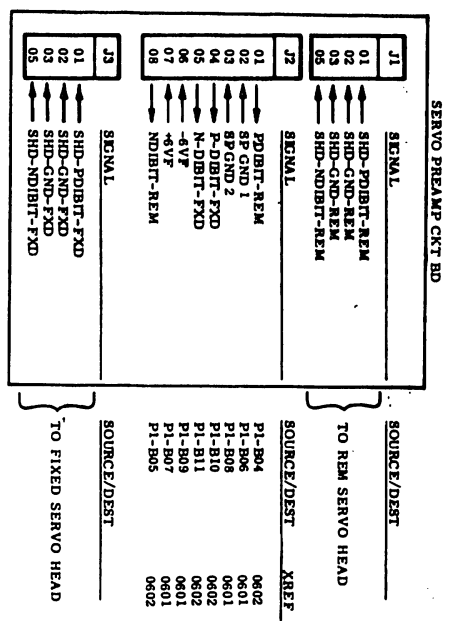 SERVO PREAMP CKT BD
J1 SIGNAL SOURCE/DEST
01 SHD-PDIBIT-REM
02 SHD-GND-REM
03 SHD-GND-REM
05 SHD-NDIBIT-REM
TO REM SERVO HEAD
J2 SIGNAL SOURCE/DEST XREF
01 PDIBIT-REM P1-B04 0602
02 SP GND 1 P1-B06 0601
03 SP GND 2 P1-B08 0601
04 P-DIBIT-FXD P1-B10 0602
05 N-DIBIT-FXD P1-B11 0602
06 -6VF P1-B09 0601
07 +6VF P1-B07 0601
08 NDIBIT-REM P1-B05 0602
J3 SIGNAL SOURCE/DEST
01 SHD-PDIBIT-FXD
02 SHD-GND-FXD
03 SHD-GND-FXD
05 SHD-NDIBIT-FXD
TO FIXED SERVO HEAD